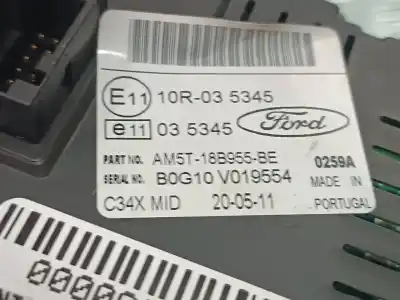 E11 10R-03 5345
e11 03 5345
Ford
PART NO. AM5T-18B955-BE 0259A
SERIAL NO. B0G10 V019554 MADE IN
C34X MID 20-05-11 PORTUGAL